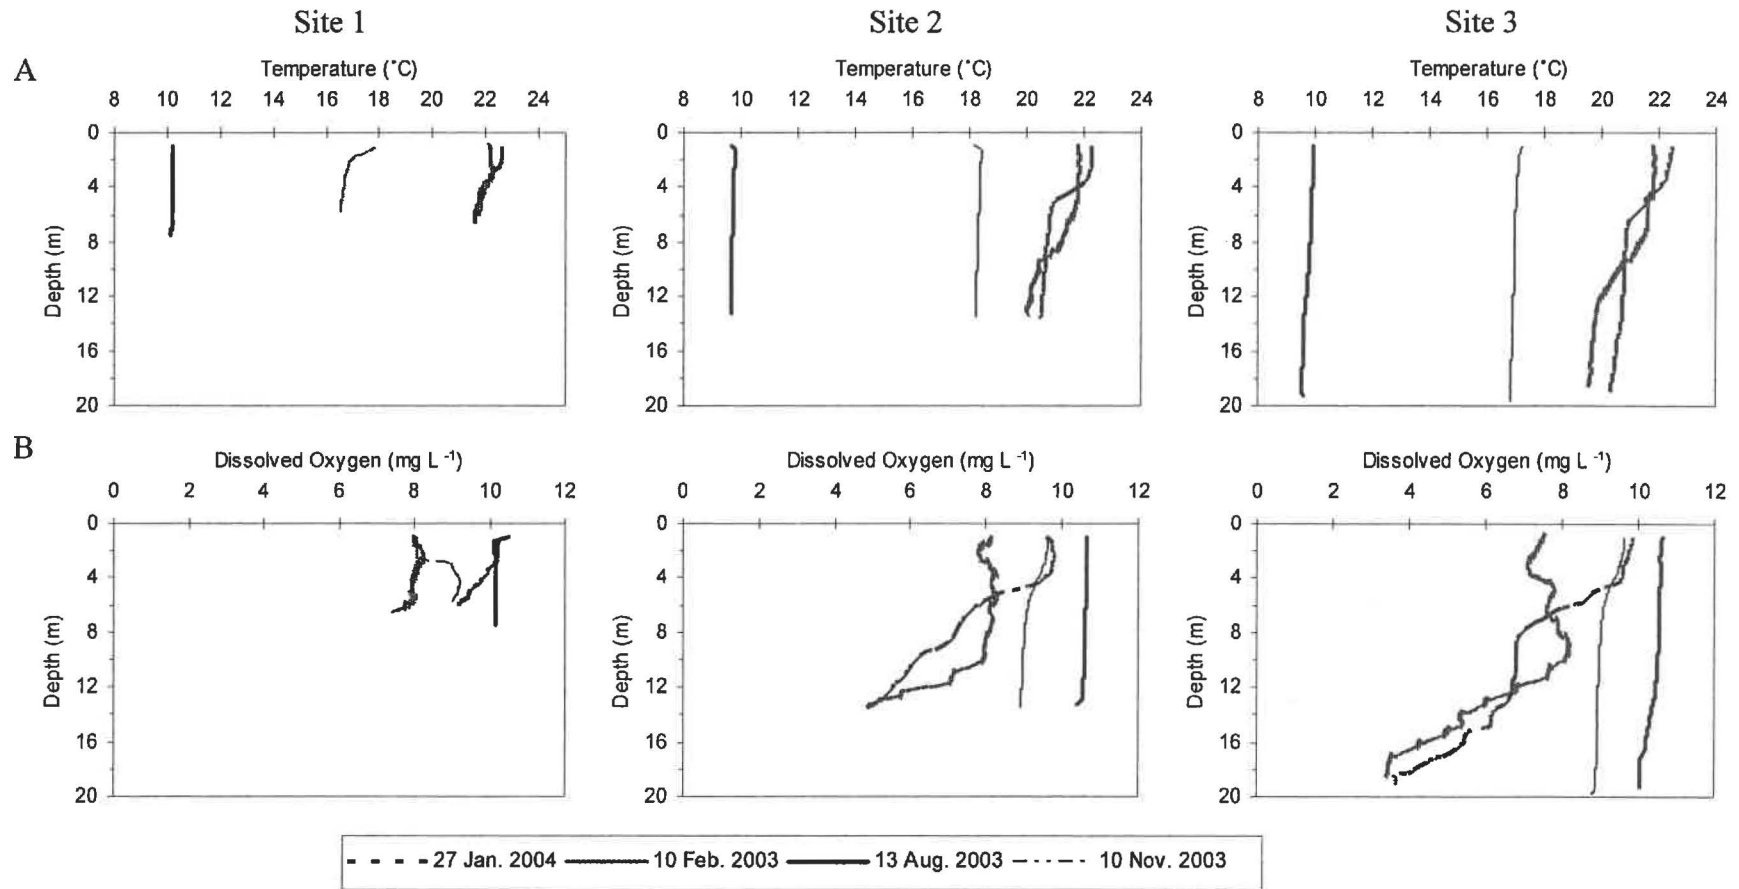 Site 1 Site 2 Site 3
A Temperature (˚C) Temperature (˚C) Temperature (˚C)
8 10 12 14 16 18 20 22 24 8 10 12 14 16 18 20 22 24 8 10 12 14 16 18 20 22 24
0 0 0
4 4 4
8 8 8
12 12 12
16 16 16
20 20 20
Depth (m) Depth (m) Depth (m)
B Dissolved Oxygen (mg L -1) Dissolved Oxygen (mg L -1) Dissolved Oxygen (mg L -1)
0 2 4 6 8 10 12 0 2 4 6 8 10 12 0 2 4 6 8 10 12
0 0 0
4 4 4
8 8 8
12 12 12
16 16 16
20 20 20
Depth (m) Depth (m) Depth (m)
27 Jan. 2004 10 Feb. 2003 13 Aug. 2003 10 Nov. 2003